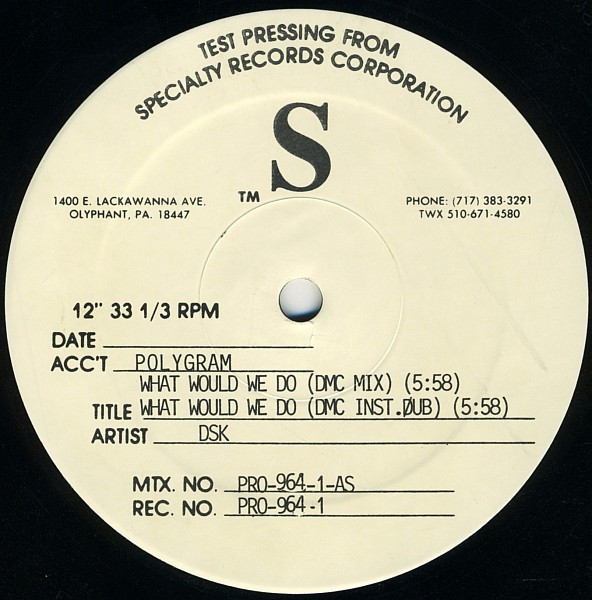 TEST PRESSING FROM
SPECIALTY RECORDS CORPORATION
S
TM
1400 E. LACKAWANNA AVE.
OLYPHANT, PA. 18447
PHONE: (717) 383-3291
TWX 510-671-4580
12" 33 1/3 RPM
DATE
ACC'T POLYGRAM
WHAT WOULD WE DO (DMC MIX) (5:58)
TITLE WHAT WOULD WE DO (DMC INST.DUB) (5:58)
ARTIST DSK
MTX. NO. PRO-964-1-AS
REC. NO. PRO-964-1